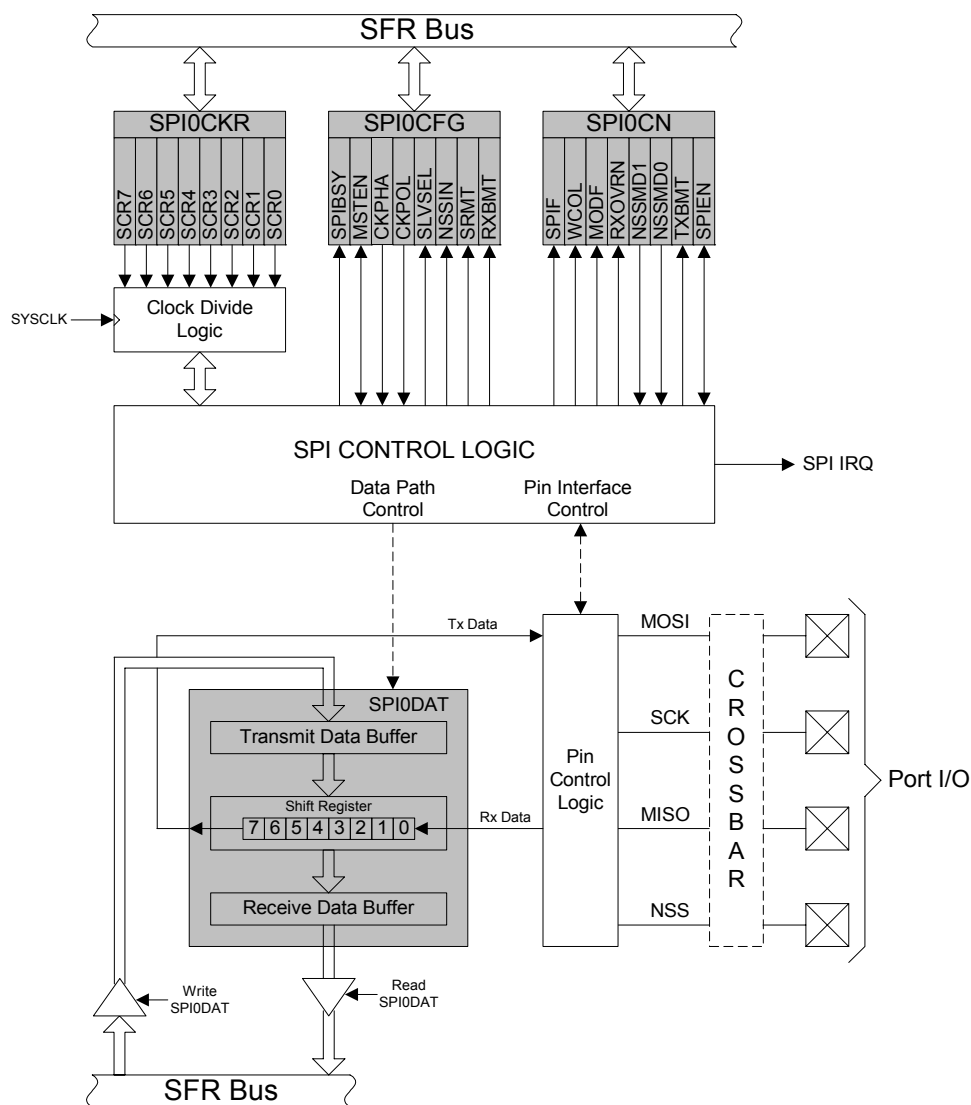 SFR Bus
SPI0CKR
SCR7
SCR6
SCR5
SCR4
SCR3
SCR2
SCR1
SCR0
SPI0CFG
SPIBSY
MSTEN
CKPHA
CKPOL
SLVSEL
NSSIN
SRMT
RXBMT
SPI0CN
SPIF
WCOL
MODF
RXOVRN
NSSMD1
NSSMD0
TXBMT
SPIEN
SYSCLK
Clock Divide
Logic
SPI CONTROL LOGIC
Data Path
Control
Pin Interface
Control
SPI IRQ
Tx Data
SPI0DAT
Transmit Data Buffer
Shift Register
7 6 5 4 3 2 1 0
Rx Data
Receive Data Buffer
Pin
Control
Logic
MOSI
SCK
MISO
NSS
CROSSBAR
Port I/O
Write
SPI0DAT
Read
SPI0DAT
SFR Bus